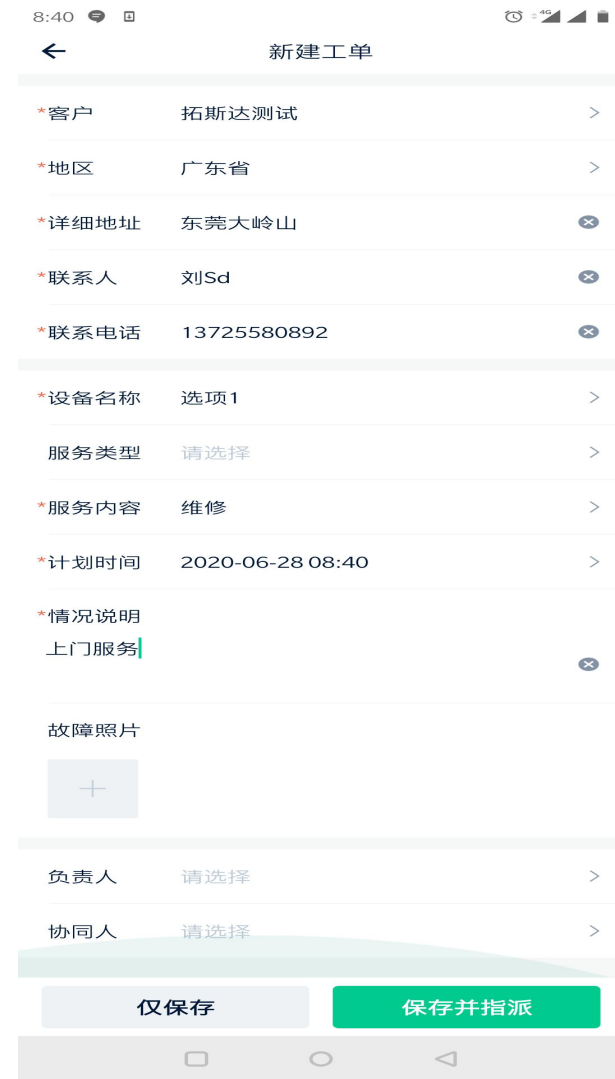 8:40
4G
新建工单
*客户 拓斯达测试
*地区 广东省
*详细地址 东莞大岭山
*联系人 刘Sd
*联系电话 13725580892
*设备名称 选项1
服务类型 请选择
*服务内容 维修
*计划时间 2020-06-28 08:40
*情况说明
上门服务
故障照片
负责人 请选择
协同人 请选择
仅保存 保存并指派